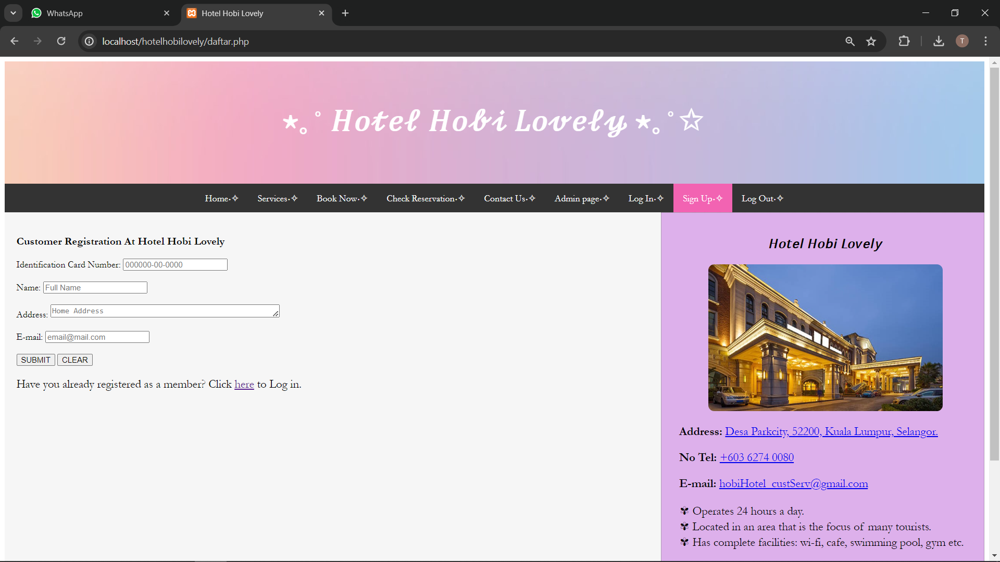 WhatsApp
Hotel Hobi Lovely
localhost/hotelhobilovely/daftar.php
T
⋆｡˚ Hotel Hobi Lovely ⋆｡˚☆
Home˖✧ Services˖✧ Book Now˖✧ Check Reservation˖✧ Contact Us˖✧ Admin page˖✧ Log In˖✧ Sign Up˖✧ Log Out˖✧
Customer Registration At Hotel Hobi Lovely
Identification Card Number: 000000-00-0000
Name: Full Name
Address: Home Address
E-mail: email@mail.com
SUBMIT CLEAR
Have you already registered as a member? Click here to Log in.
Hotel Hobi Lovely
Address: Desa Parkcity, 52200, Kuala Lumpur, Selangor.
No Tel: +603 6274 0080
E-mail: hobiHotel_custServ@gmail.com
✾ Operates 24 hours a day.
✾ Located in an area that is the focus of many tourists.
✾ Has complete facilities: wi-fi, cafe, swimming pool, gym etc.